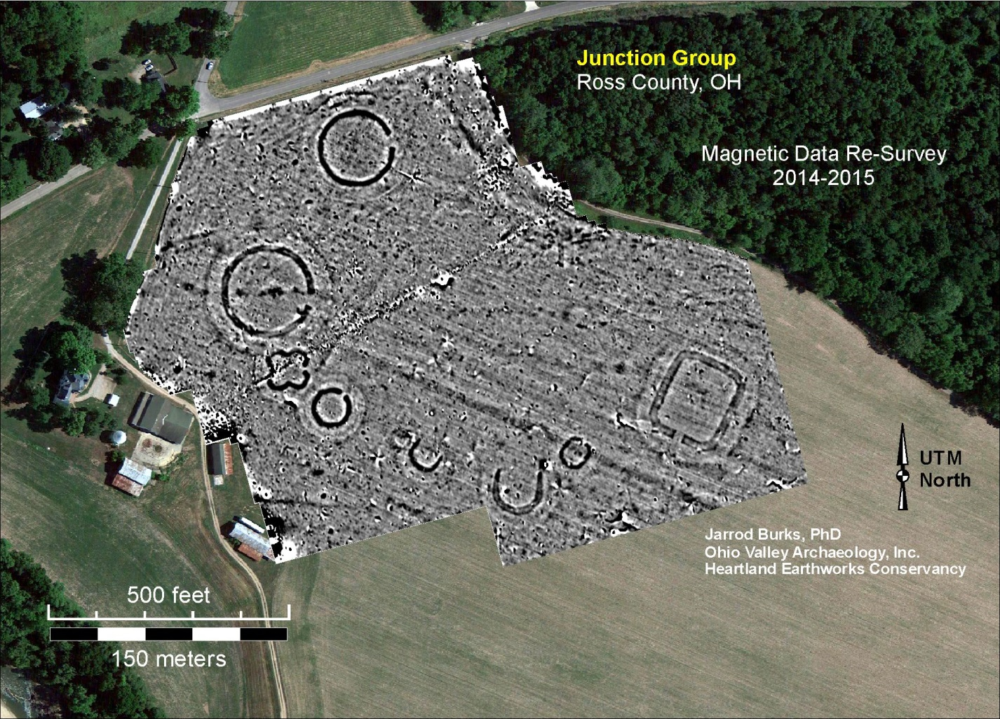 Junction Group
Ross County, OH
Magnetic Data Re-Survey
2014-2015
UTM
North
Jarrod Burks, PhD
Ohio Valley Archaeology, Inc.
Heartland Earthworks Conservancy
500 feet
150 meters